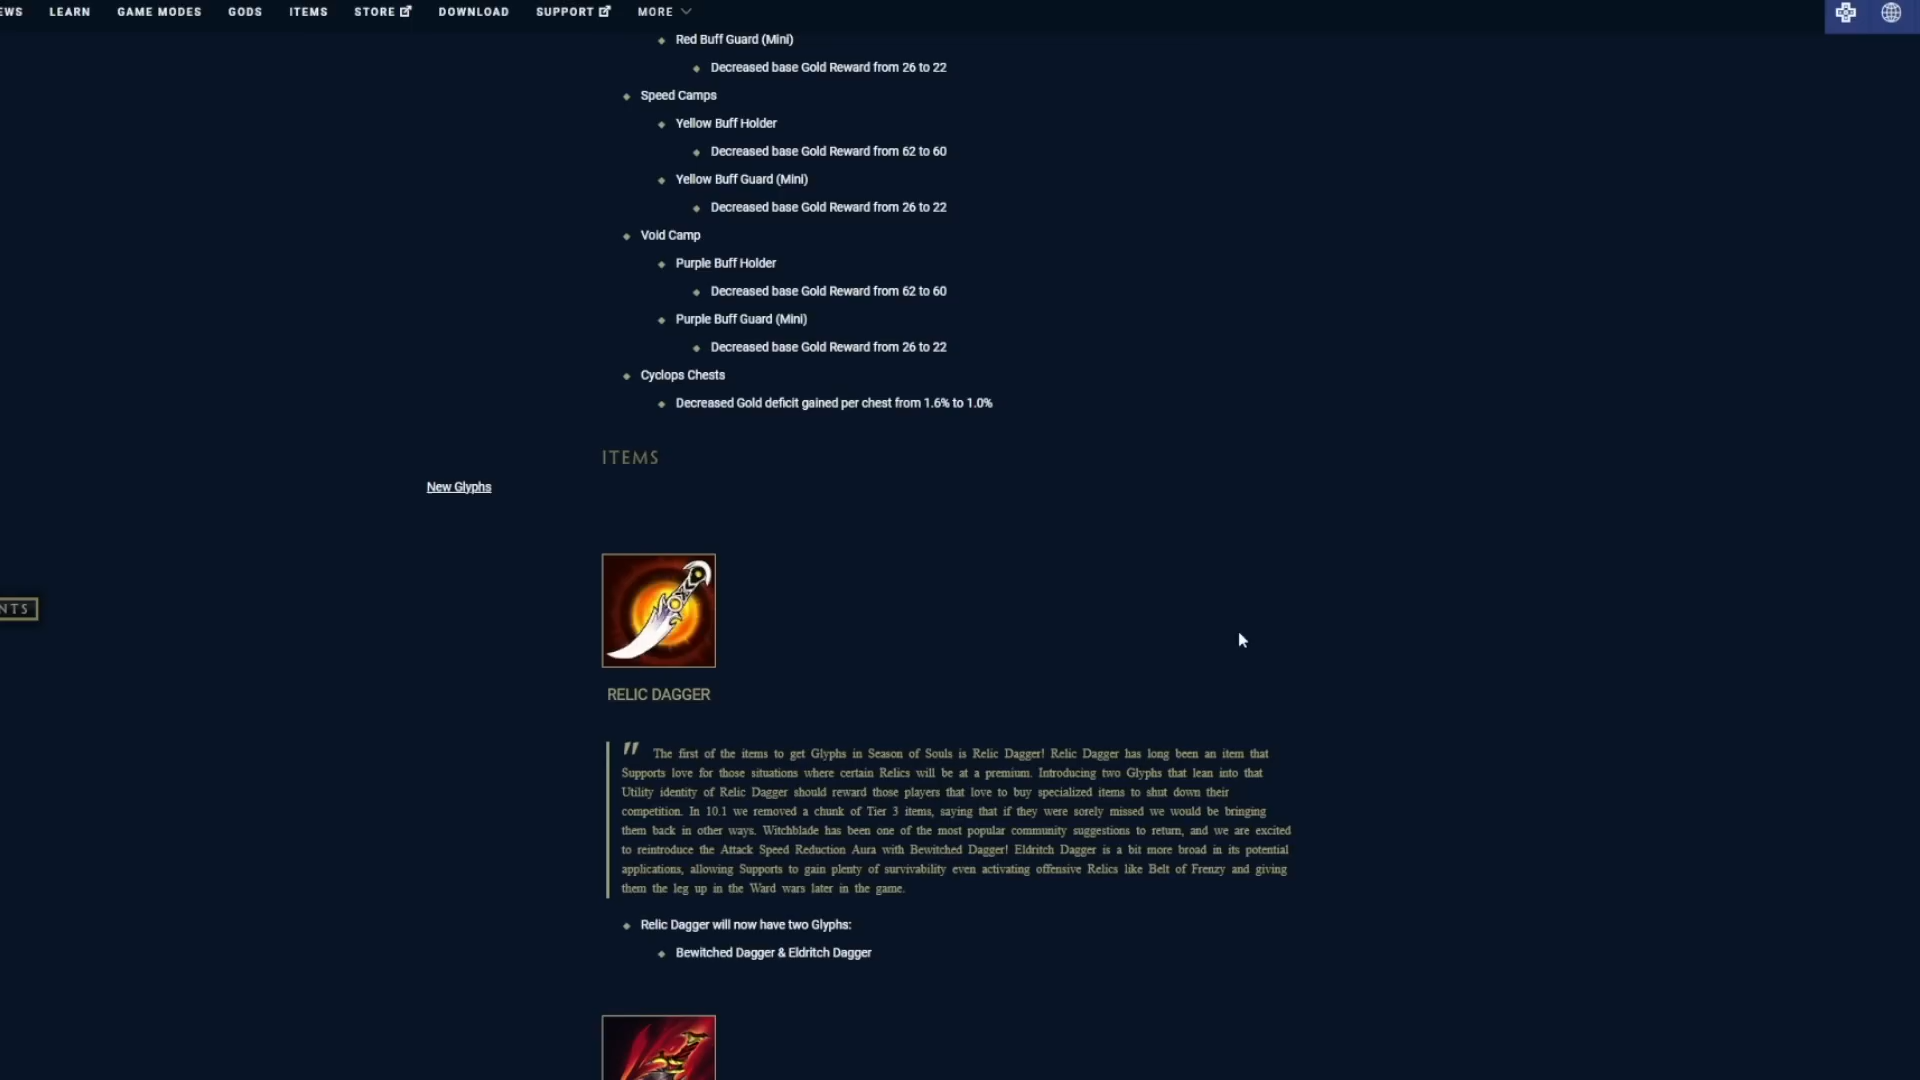 EWS LEARN GAME MODES GODS ITEMS STORE DOWNLOAD SUPPORT MORE
Red Buff Guard (Mini)
Decreased base Gold Reward from 26 to 22
Speed Camps
Yellow Buff Holder
Decreased base Gold Reward from 62 to 60
Yellow Buff Guard (Mini)
Decreased base Gold Reward from 26 to 22
Void Camp
Purple Buff Holder
Decreased base Gold Reward from 62 to 60
Purple Buff Guard (Mini)
Decreased base Gold Reward from 26 to 22
Cyclops Chests
Decreased Gold deficit gained per chest from 1.6% to 1.0%
ITEMS
New Glyphs
NTS
RELIC DAGGER
" The first of the items to get Glyphs in Season of Souls is Relic Dagger! Relic Dagger has long been an item that
Supports love for those situations where certain Relics will be at a premium. Introducing two Glyphs that lean into that
Utility identity of Relic Dagger should reward those players that love to buy specialized items to shut down their
competition. In 10.1 we removed a chunk of Tier 3 items, saying that if they were sorely missed we would be bringing
them back in other ways. Witchblade has been one of the most popular community suggestions to return, and we are excited
to reintroduce the Attack Speed Reduction Aura with Bewitched Dagger! Eldritch Dagger is a bit more broad in its potential
applications, allowing Supports to gain plenty of survivability even activating offensive Relics like Belt of Frenzy and giving
them the leg up in the Ward wars later in the game.
Relic Dagger will now have two Glyphs:
Bewitched Dagger & Eldritch Dagger